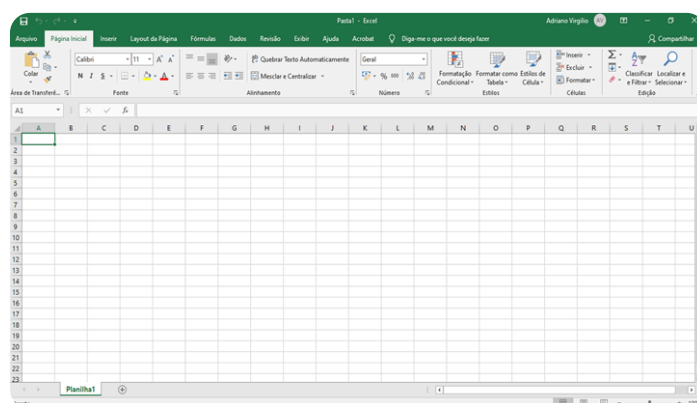 Pasta1 - Excel
Adriano Virgilio AV
Arquivo Página Inicial Inserir Layout da Página Fórmulas Dados Revisão Exibir Ajuda Acrobat Diga-me o que você deseja fazer Compartilhar
Colar
Calibri 11
N I S
Quebrar Texto Automaticamente
Mesclar e Centralizar
Geral
% 000
Formatação Condicional
Formatar como Tabela
Estilos de Célula
Inserir
Excluir
Formatar
Classificar e Filtrar
Localizar e Selecionar
Área de Transferê... Fonte Alinhamento Número Estilos Células Edição
A1 fx
A B C D E F G H I J K L M N O P Q R S T U
1
2
3
4
5
6
7
8
9
10
11
12
13
14
15
16
17
18
19
20
21
22
23
Planilha1